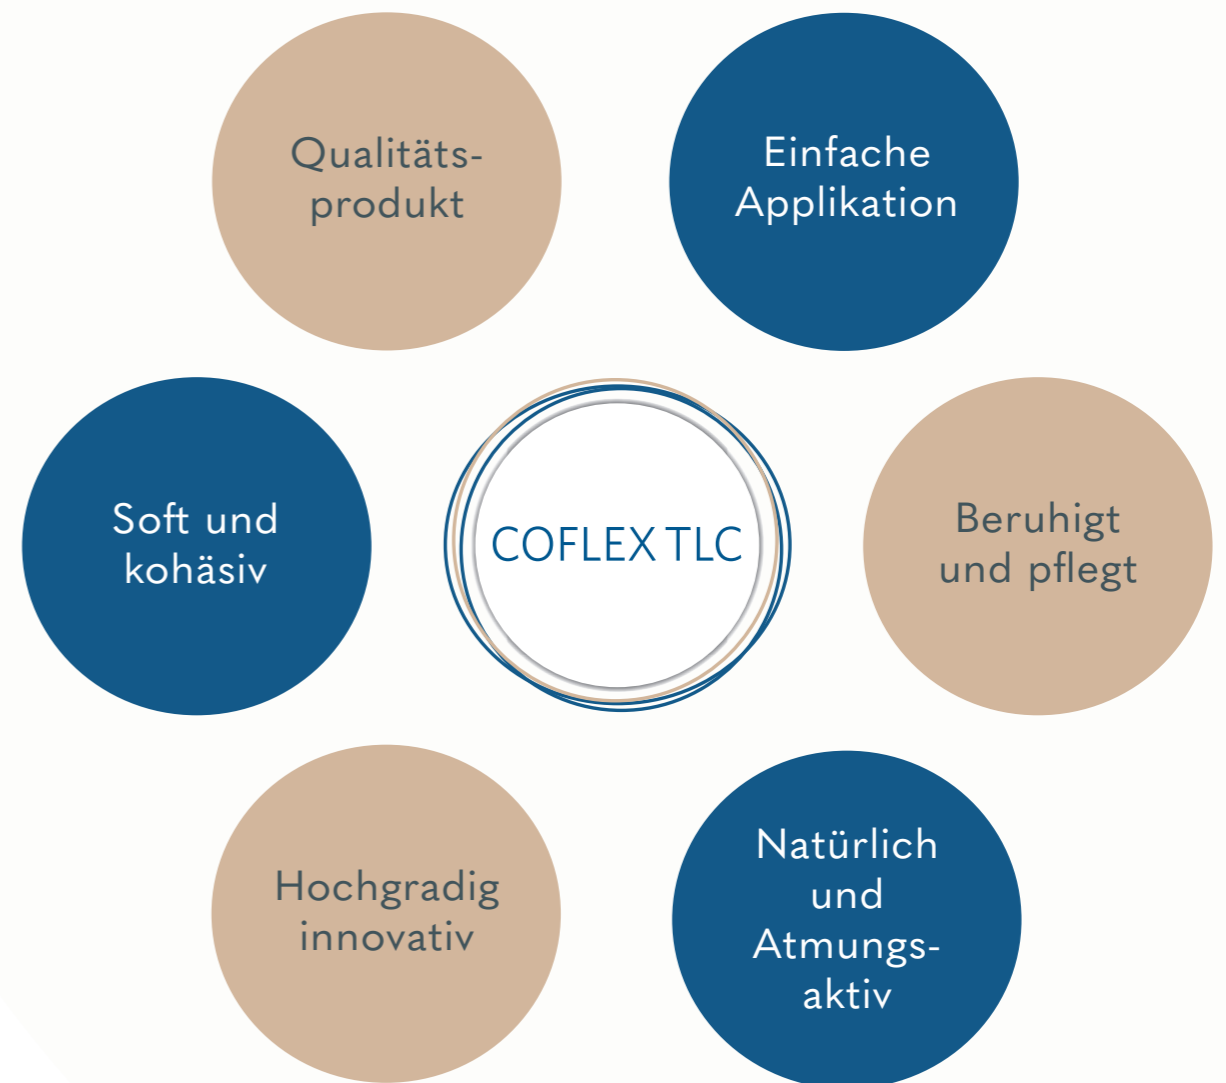 Qualitäts-
produkt
Einfache
Applikation
Soft und
kohäsiv
COFLEX TLC
Beruhigt
und pflegt
Hochgradig
innovativ
Natürlich
und
Atmungs-
aktiv